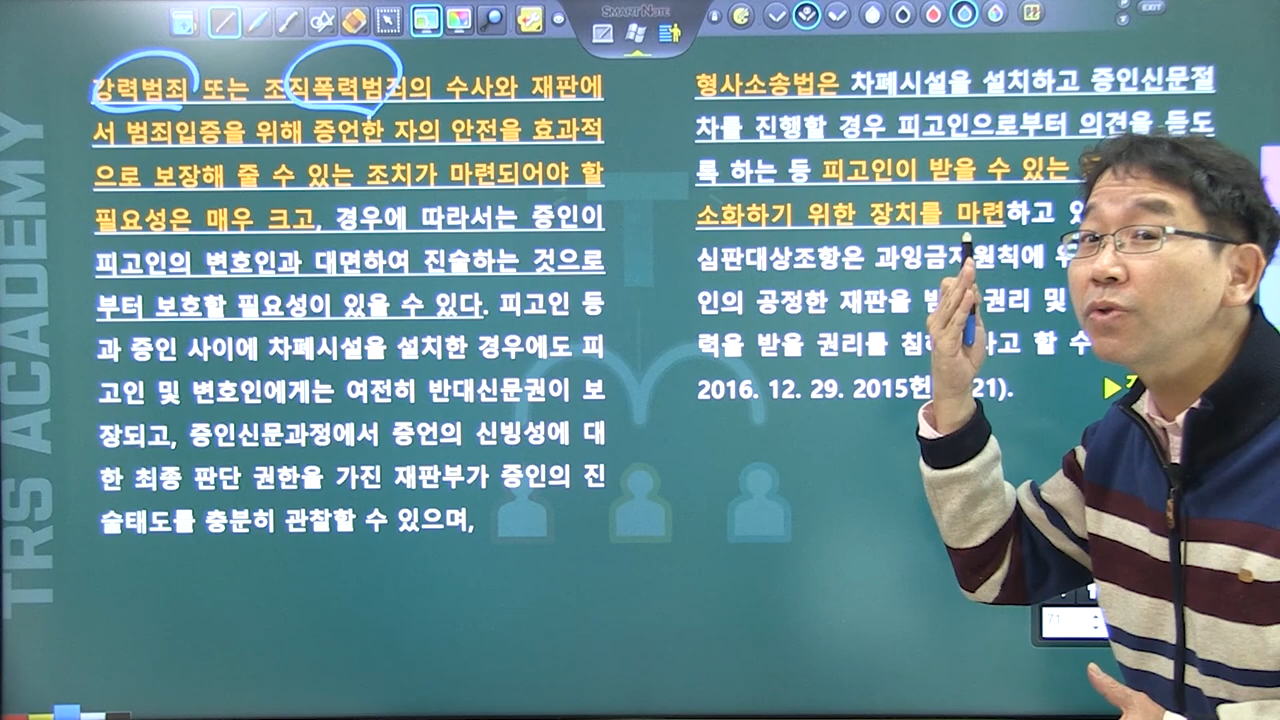 SMARTNOTE
EXIT
TRS ACADEMY
강력범죄 또는 조직폭력범죄의 수사와 재판에
서 범죄입증을 위해 증언한 자의 안전을 효과적
으로 보장해 줄 수 있는 조치가 마련되어야 할
필요성은 매우 크고, 경우에 따라서는 증인이
피고인의 변호인과 대면하여 진술하는 것으로
부터 보호할 필요성이 있을 수 있다. 피고인 등
과 증인 사이에 차폐시설을 설치한 경우에도 피
고인 및 변호인에게는 여전히 반대신문권이 보
장되고, 증인신문과정에서 증언의 신빙성에 대
한 최종 판단 권한을 가진 재판부가 증인의 진
술태도를 충분히 관찰할 수 있으며,
형사소송법은 차폐시설을 설치하고 증인신문절
차를 진행할 경우 피고인으로부터 의견을 듣도
록 하는 등 피고인이 받을 수 있는
소화하기 위한 장치를 마련하고
심판대상조항은 과잉금지원칙에
인의 공정한 재판을 권리 및
력을 받을 권리를 고 할 수
2016. 12. 29. 2015헌 21).
71